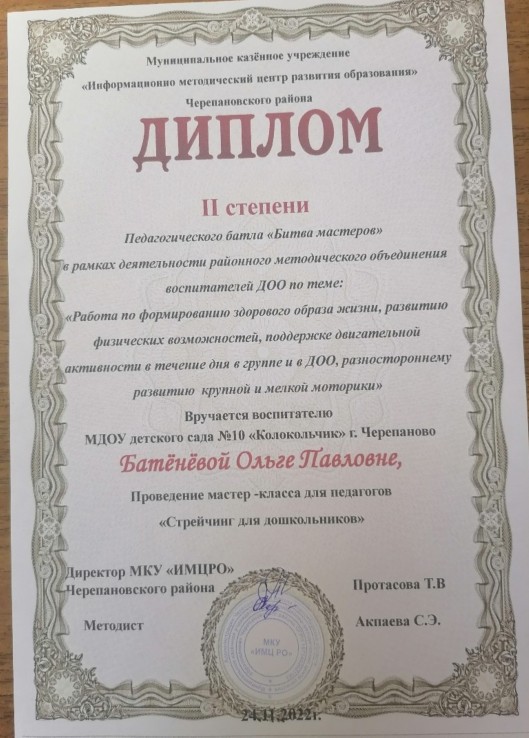 Муниципальное казённое учреждение
«Информационно методический центр развития образования»
Черепановского района
ДИПЛОМ
II степени
Педагогического батла «Битва мастеров»
в рамках деятельности районного методического объединения
воспитателей ДОО по теме:
«Работа по формированию здорового образа жизни, развитию
физических возможностей, поддержке двигательной
активности в течение дня в группе и в ДОО, разностороннему
развитию крупной и мелкой моторики»
Вручается воспитателю
МДОУ детского сада №10 «Колокольчик» г. Черепаново
Батёнёвой Ольге Павловне,
Проведение мастер -класса для педагогов
«Стрейчинг для дошкольников»
Директор МКУ «ИМЦРО»
Черепановского района Протасова Т.В
Методист Акпаева С.Э.
МКУ
«ИМЦ РО»
24.11.2022г.